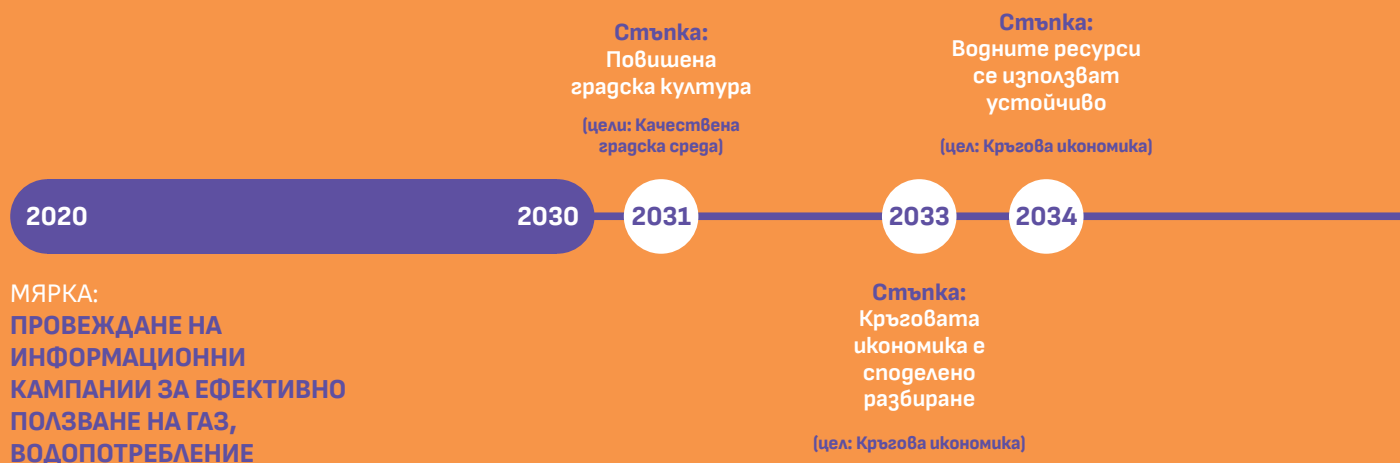 Стъпка:
Повишена
градска култура
(цели: Качествена
градска среда)
Стъпка:
Водните ресурси
се използват
устойчиво
(цел: Кръгова икономика)
2020
2030
2031
2033
2034
МЯРКА:
ПРОВЕЖДАНЕ НА
ИНФОРМАЦИОННИ
КАМПАНИИ ЗА ЕФЕКТИВНО
ПОЛЗВАНЕ НА ГАЗ,
ВОДОПОТРЕБЛЕНИЕ
Стъпка:
Кръговата
икономика е
споделено
разбиране
(цел: Кръгова икономика)